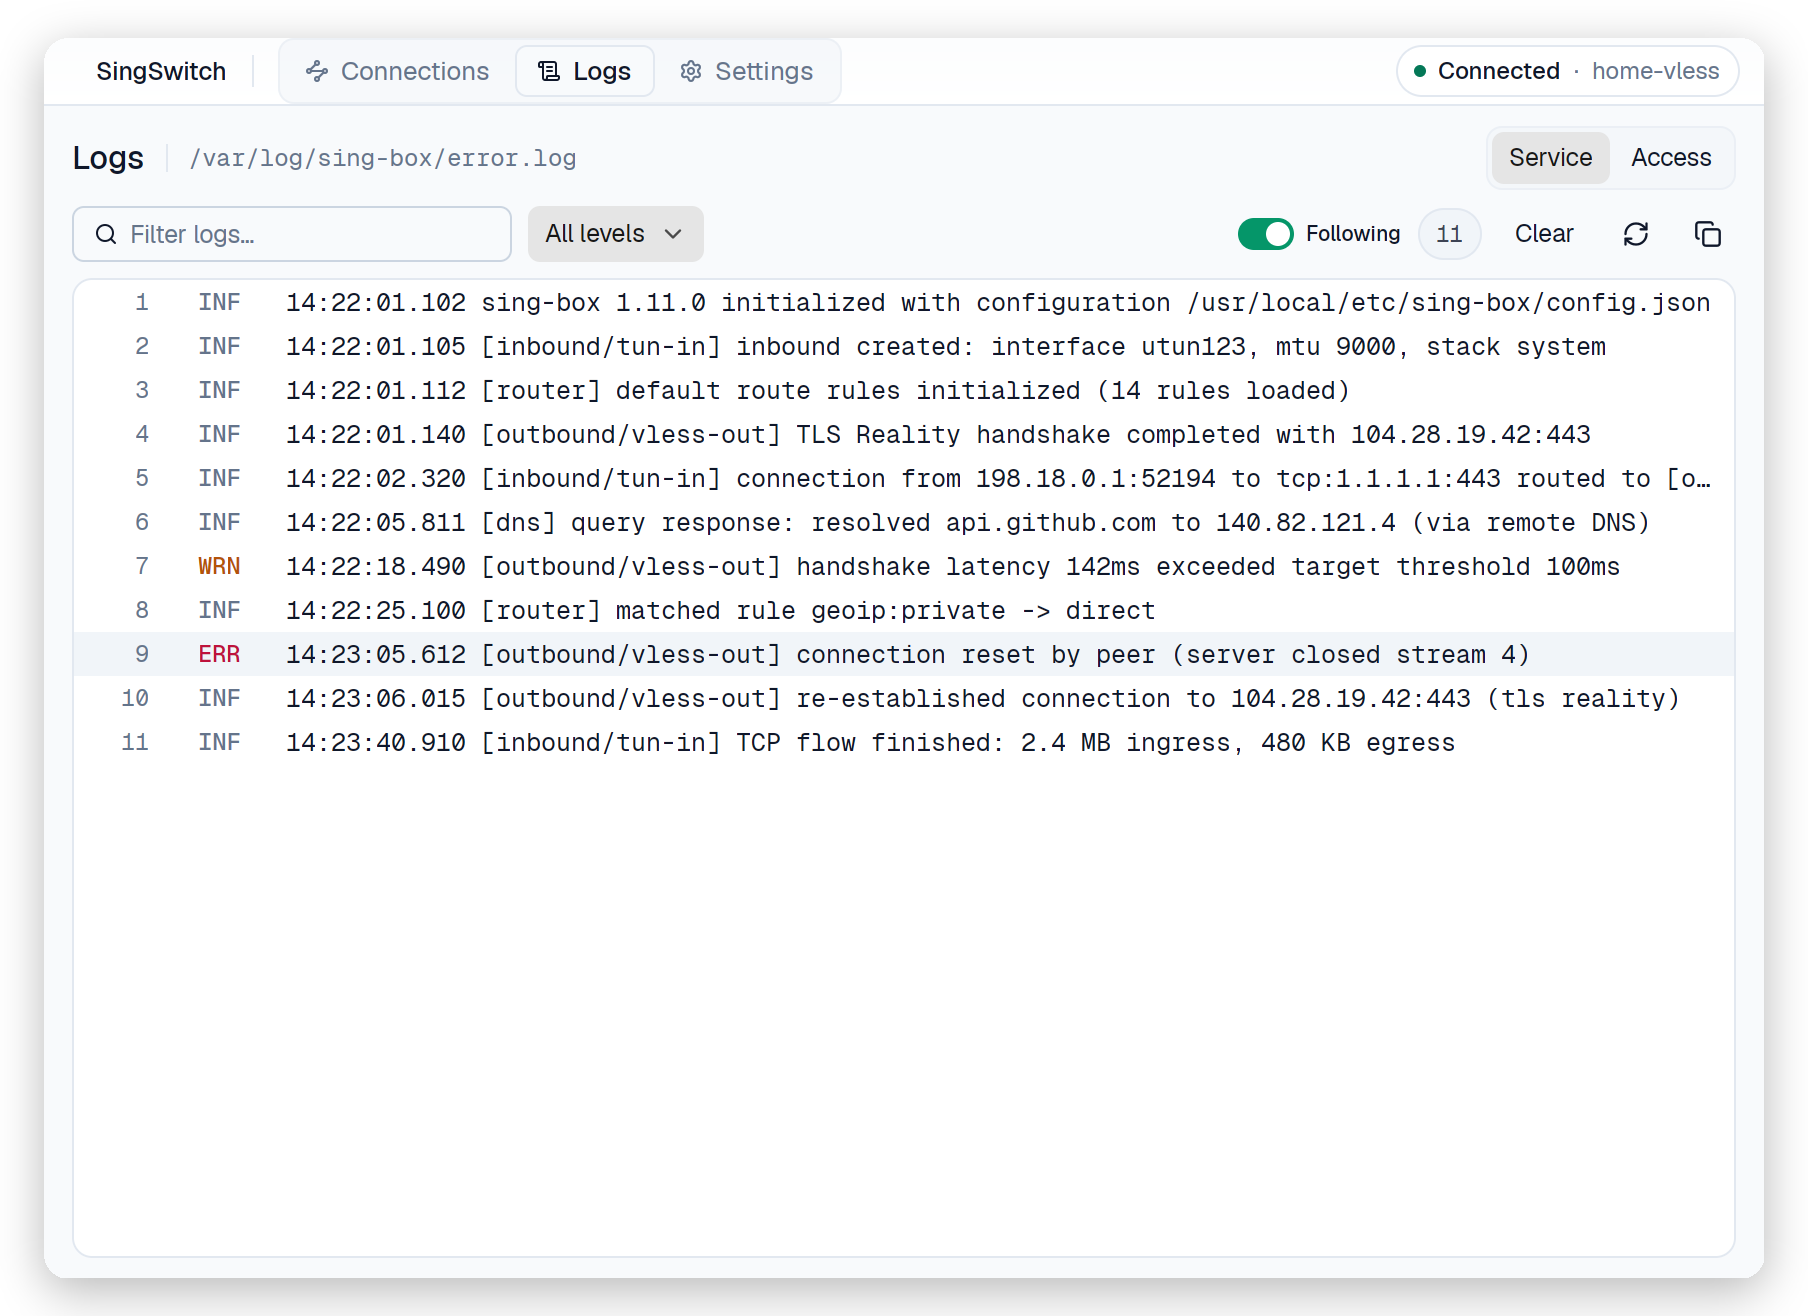 SingSwitch Connections Logs Settings Connected · home-vless
Logs /var/log/sing-box/error.log Service Access
Filter logs... All levels Following 11 Clear
1 INF 14:22:01.102 sing-box 1.11.0 initialized with configuration /usr/local/etc/sing-box/config.json
2 INF 14:22:01.105 [inbound/tun-in] inbound created: interface utun123, mtu 9000, stack system
3 INF 14:22:01.112 [router] default route rules initialized (14 rules loaded)
4 INF 14:22:01.140 [outbound/vless-out] TLS Reality handshake completed with 104.28.19.42:443
5 INF 14:22:02.320 [inbound/tun-in] connection from 198.18.0.1:52194 to tcp:1.1.1.1:443 routed to [o…
6 INF 14:22:05.811 [dns] query response: resolved api.github.com to 140.82.121.4 (via remote DNS)
7 WRN 14:22:18.490 [outbound/vless-out] handshake latency 142ms exceeded target threshold 100ms
8 INF 14:22:25.100 [router] matched rule geoip:private -> direct
9 ERR 14:23:05.612 [outbound/vless-out] connection reset by peer (server closed stream 4)
10 INF 14:23:06.015 [outbound/vless-out] re-established connection to 104.28.19.42:443 (tls reality)
11 INF 14:23:40.910 [inbound/tun-in] TCP flow finished: 2.4 MB ingress, 480 KB egress